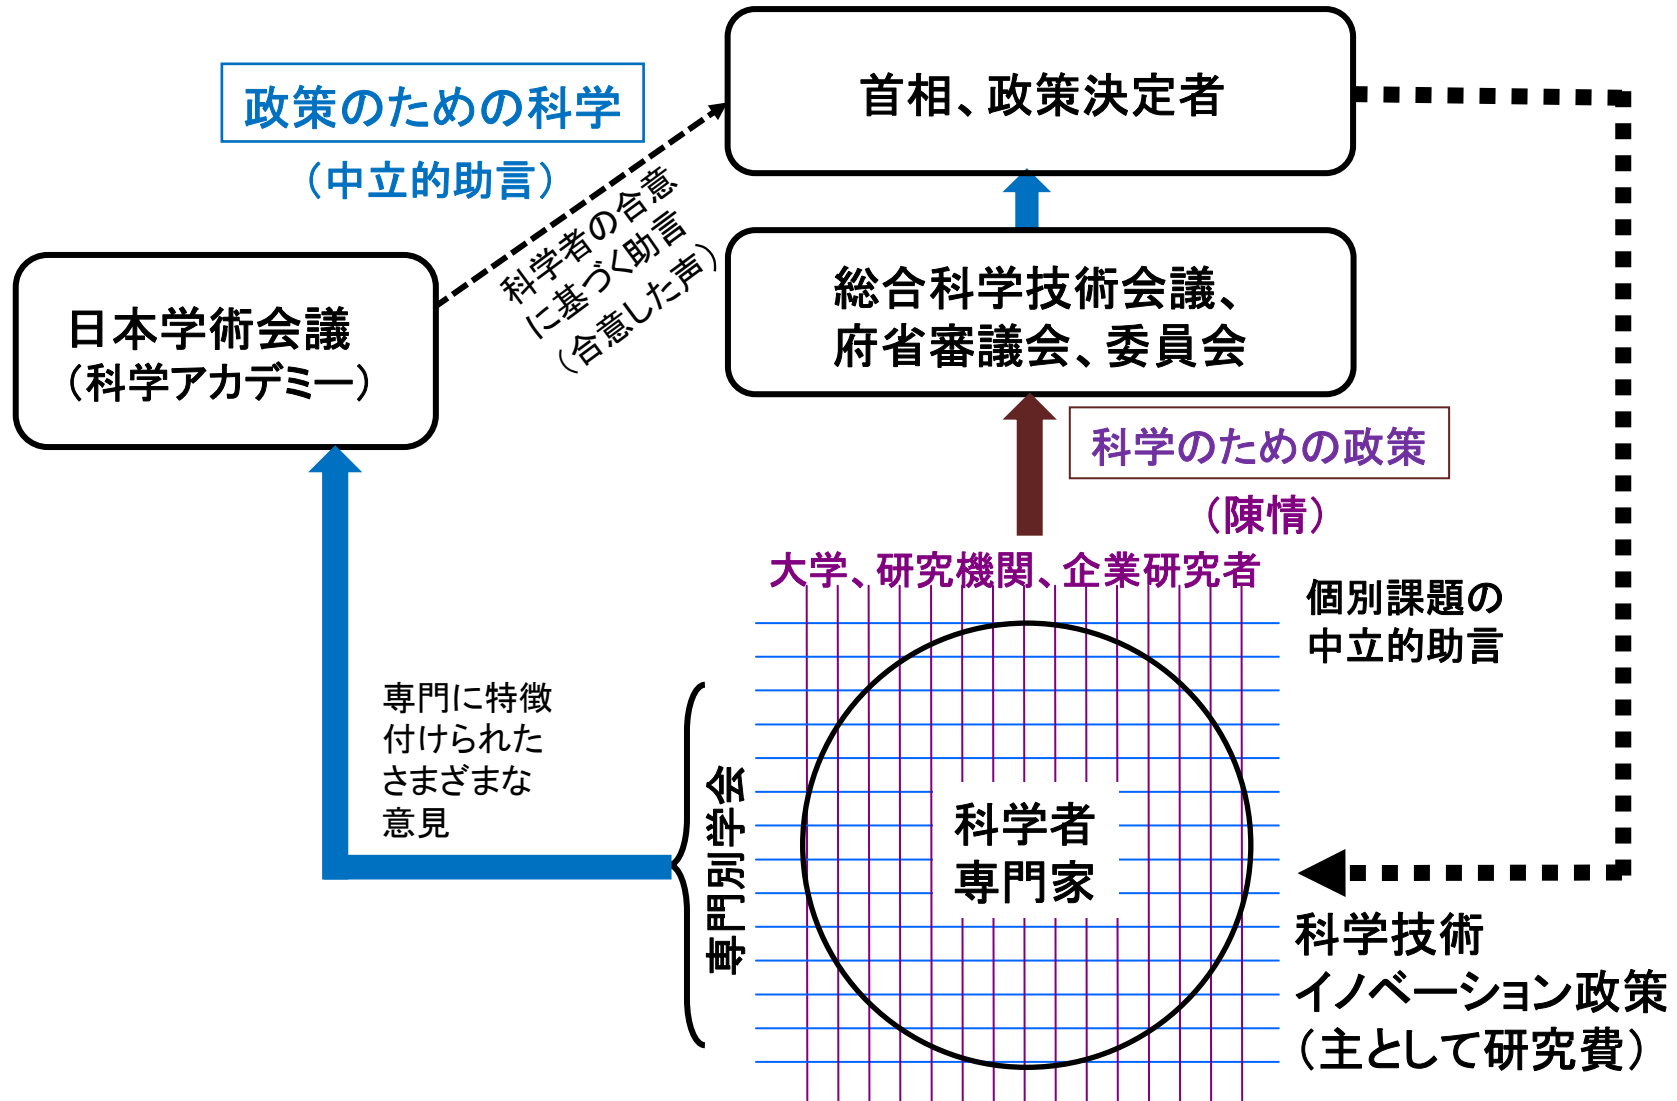 首相、政策決定者
政策のための科学
（中立的助言）
科学者の合意
に基づく助言
（合意した声）
日本学術会議
（科学アカデミー）
総合科学技術会議、
府省審議会、委員会
科学のための政策
（陳情）
大学、研究機関、企業研究者
個別課題の
中立的助言
専門に特徴
付けられた
さまざまな
意見
専門別学会
科学者
専門家
科学技術
イノベーション政策
（主として研究費）